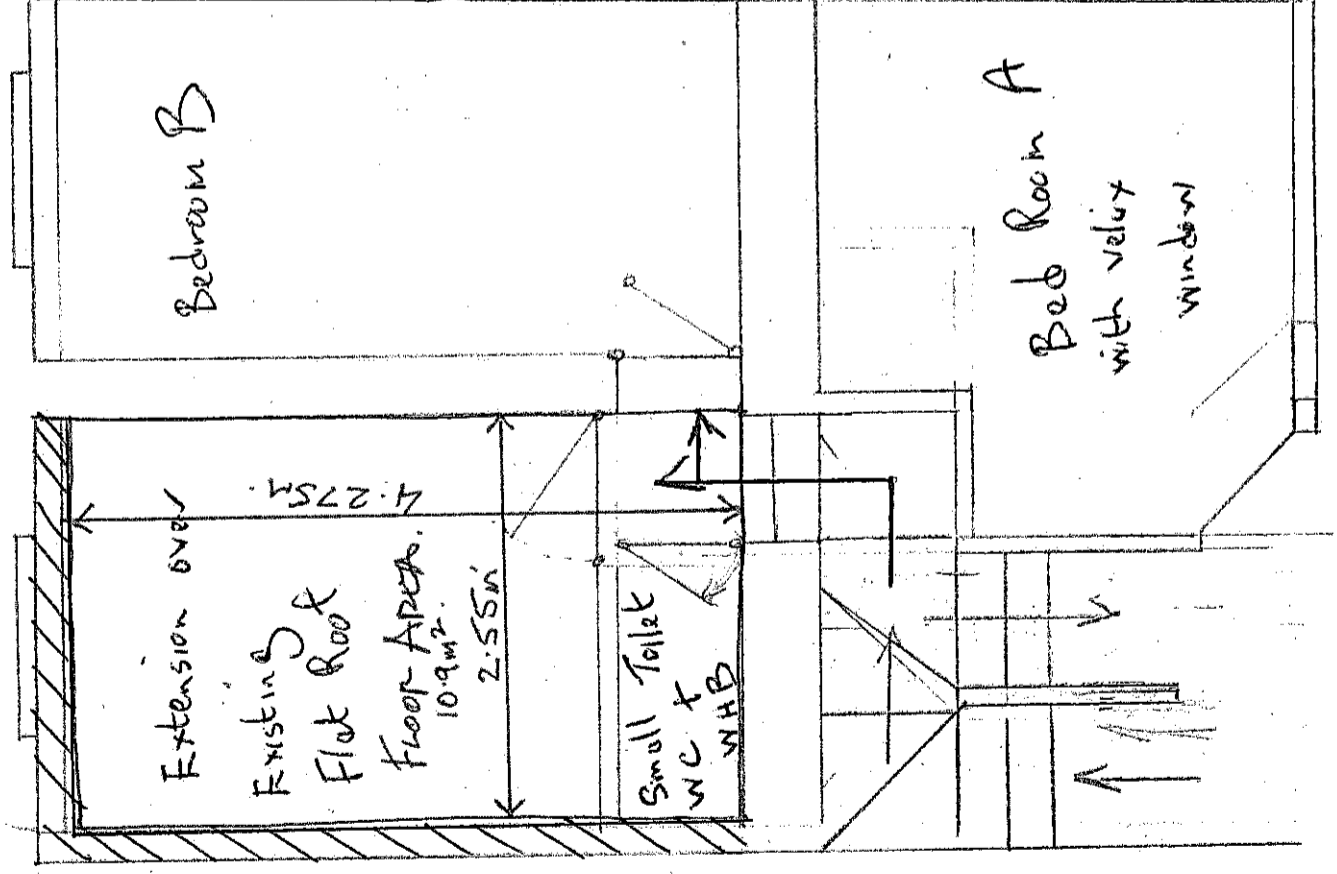 Bedroom B
Extension over
Existing
Flat Roof
Floor Area.
10.9m².
2.55m
4.275M.
Small Toilet
WC +
WHB
Bed Room A
with velux
window